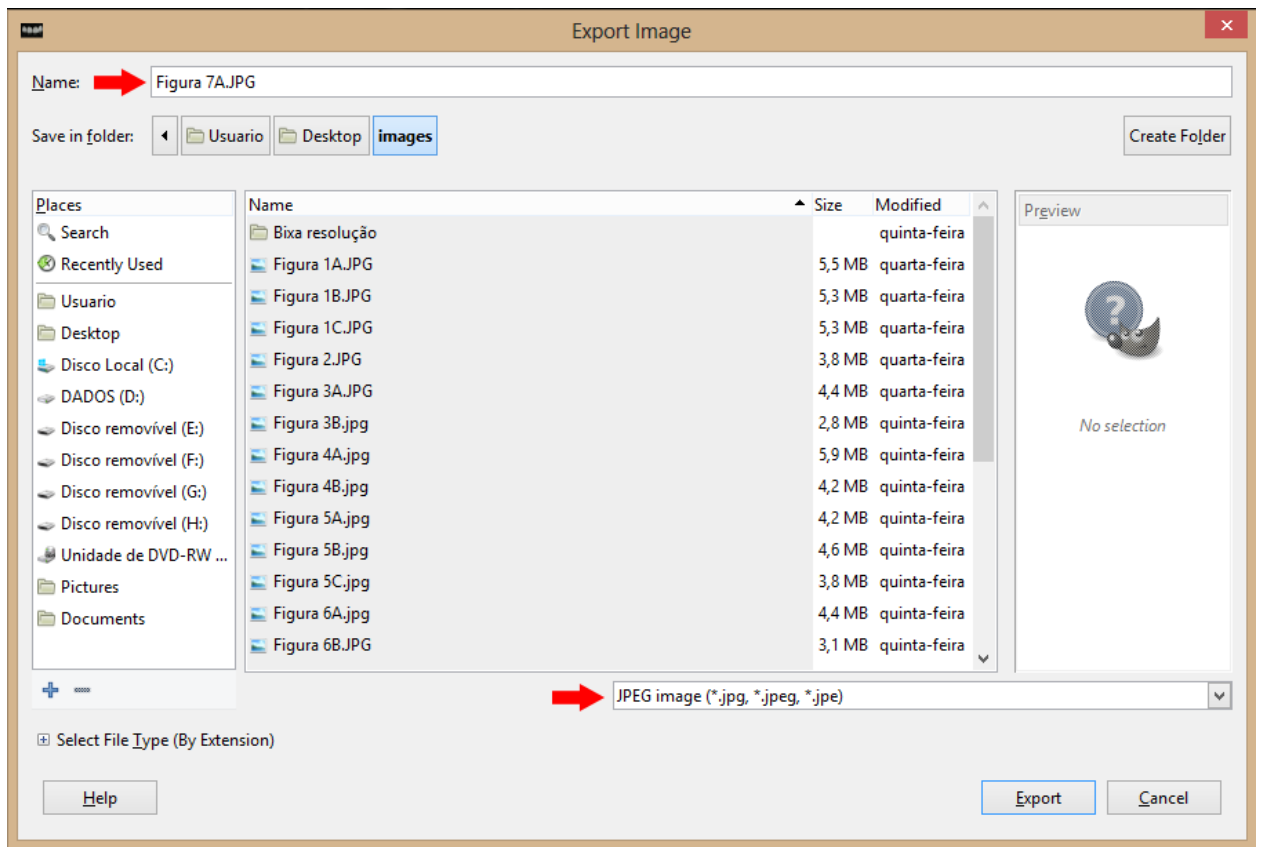 Export Image
Name: Figura 7A.JPG
Save in folder: Usuario Desktop images Create Folder
Places
Search
Recently Used
Usuario
Desktop
Disco Local (C:)
DADOS (D:)
Disco removível (E:)
Disco removível (F:)
Disco removível (G:)
Disco removível (H:)
Unidade de DVD-RW ...
Pictures
Documents
Name Size Modified
Bixa resolução quinta-feira
Figura 1A.JPG 5,5 MB quarta-feira
Figura 1B.JPG 5,3 MB quarta-feira
Figura 1C.JPG 5,3 MB quarta-feira
Figura 2.JPG 3,8 MB quarta-feira
Figura 3A.JPG 4,4 MB quarta-feira
Figura 3B.jpg 2,8 MB quinta-feira
Figura 4A.jpg 5,9 MB quinta-feira
Figura 4B.jpg 4,2 MB quinta-feira
Figura 5A.jpg 4,2 MB quinta-feira
Figura 5B.jpg 4,6 MB quinta-feira
Figura 5C.jpg 3,8 MB quinta-feira
Figura 6A.jpg 4,4 MB quinta-feira
Figura 6B.JPG 3,1 MB quinta-feira
Preview
No selection
JPEG image (*.jpg, *.jpeg, *.jpe)
Select File Type (By Extension)
Help Export Cancel